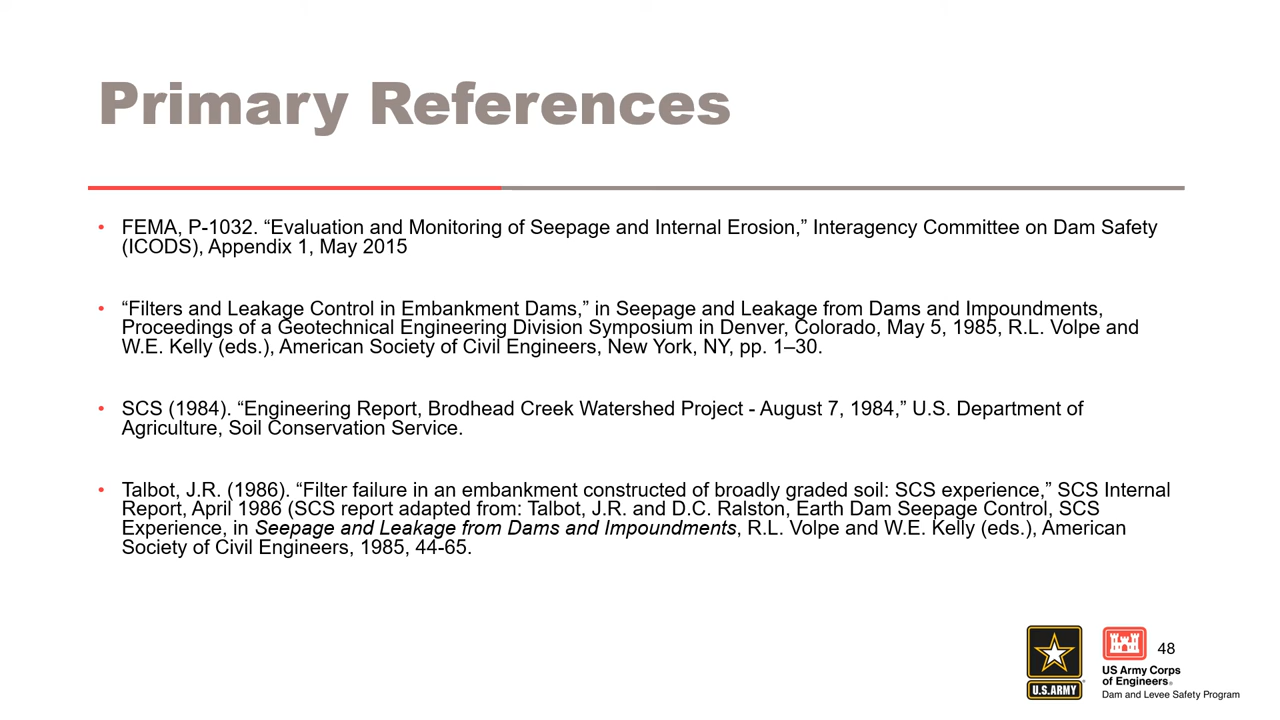 Primary References
• FEMA, P-1032. “Evaluation and Monitoring of Seepage and Internal Erosion,” Interagency Committee on Dam Safety
(ICODS), Appendix 1, May 2015
• “Filters and Leakage Control in Embankment Dams,” in Seepage and Leakage from Dams and Impoundments,
Proceedings of a Geotechnical Engineering Division Symposium in Denver, Colorado, May 5, 1985, R.L. Volpe and
W.E. Kelly (eds.), American Society of Civil Engineers, New York, NY, pp. 1–30.
• SCS (1984). “Engineering Report, Brodhead Creek Watershed Project - August 7, 1984,” U.S. Department of
Agriculture, Soil Conservation Service.
• Talbot, J.R. (1986). “Filter failure in an embankment constructed of broadly graded soil: SCS experience,” SCS Internal
Report, April 1986 (SCS report adapted from: Talbot, J.R. and D.C. Ralston, Earth Dam Seepage Control, SCS
Experience, in Seepage and Leakage from Dams and Impoundments, R.L. Volpe and W.E. Kelly (eds.), American
Society of Civil Engineers, 1985, 44-65.
U.S.ARMY
48
US Army Corps
of Engineers®
Dam and Levee Safety Program